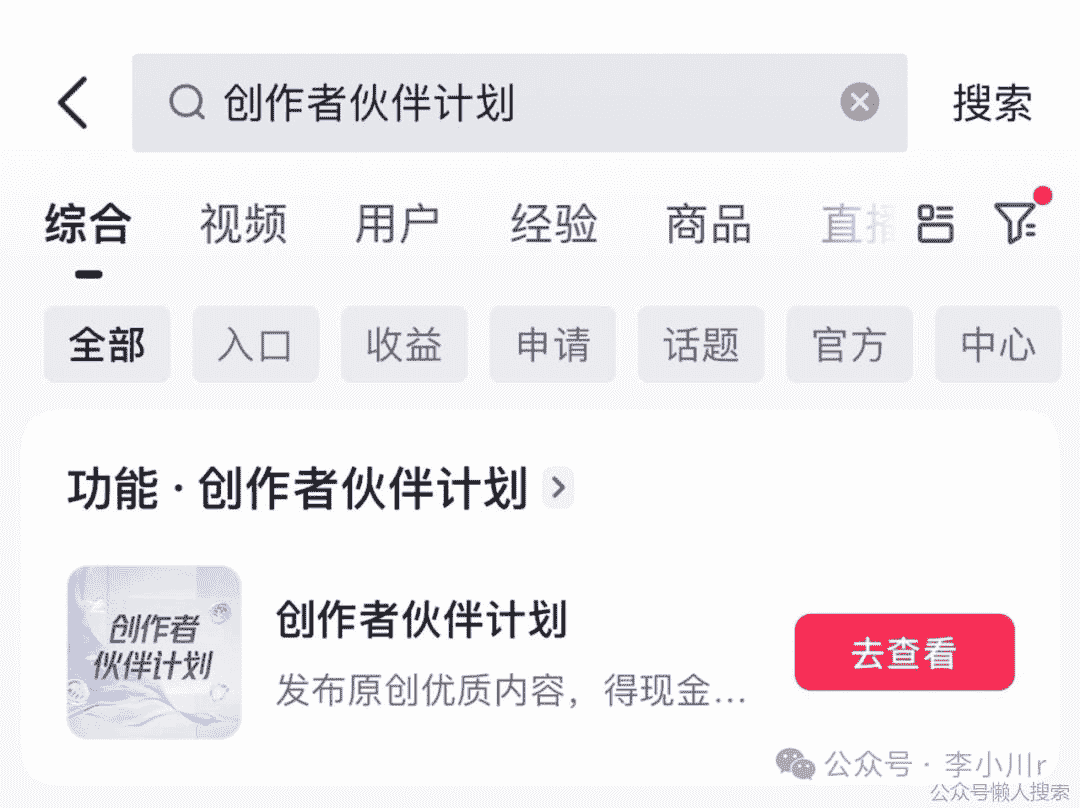 创作者伙伴计划 搜索
综合 视频 用户 经验 商品 直播
全部 入口 收益 申请 话题 官方 中心
功能 · 创作者伙伴计划
创作者
伙伴计划
创作者伙伴计划
发布原创优质内容，得现金...
去查看
公众号 · 李小川r
公众号懒人搜索